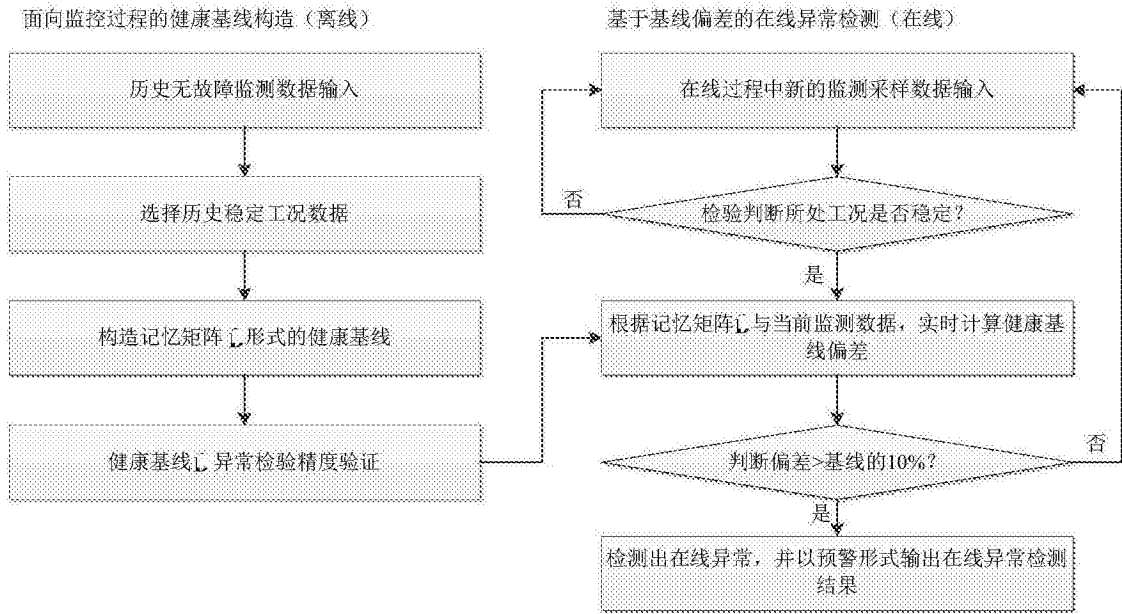 面向监控过程的健康基线构造（离线）
历史无故障监测数据输入
选择历史稳定工况数据
构造记忆矩阵 形式的健康基线
健康基线 异常检验精度验证
基于基线偏差的在线异常检测（在线）
在线过程中新的监测采样数据输入
否
检验判断所处工况是否稳定？
是
根据记忆矩阵 与当前监测数据，实时计算健康基
线偏差
否
判断偏差>基线的10%?
是
检测出在线异常，并以预警形式输出在线异常检测
结果